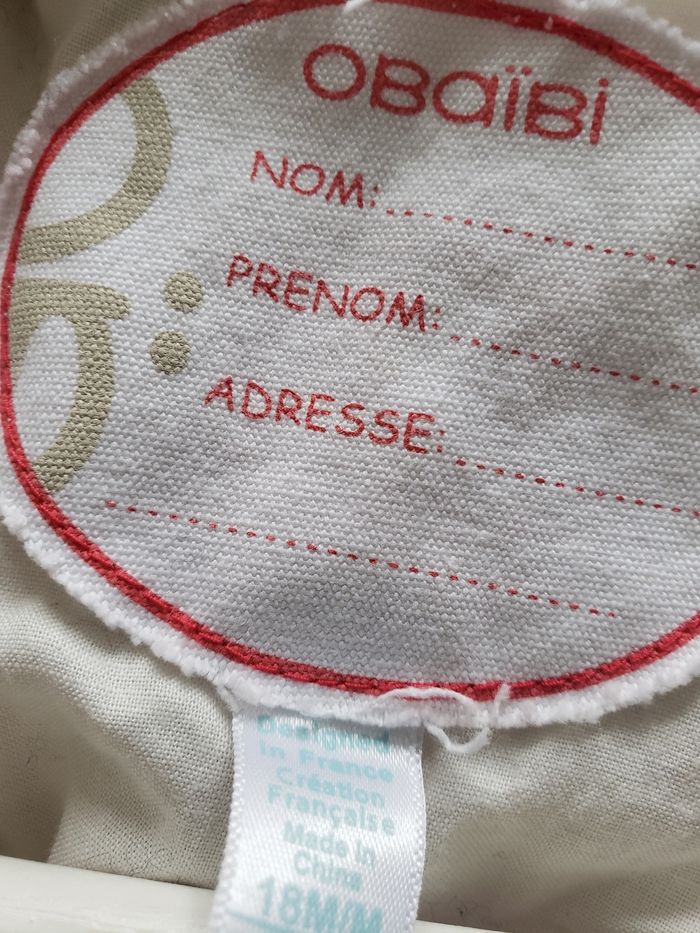 OBaïBi
NOM:
PRENOM:
ADRESSE:
Designed
in France
Création
Française
Made in
China
18M/M